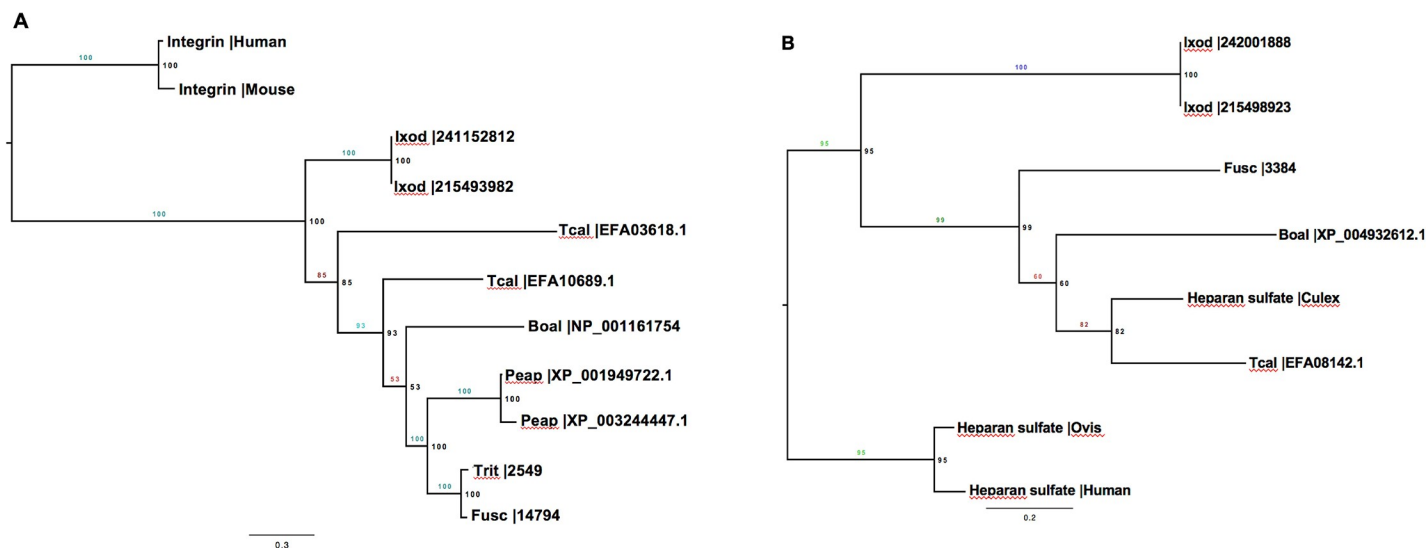 A
Integrin |Human
100
100
Integrin |Mouse
Ixod |241152812
100
100
Ixod |215493982
100
100
Tcal |EFA03618.1
85
85
Tcal |EFA10689.1
93
93
Boal |NP_001161754
53
53
Peap |XP_001949722.1
100
100
Peap |XP_003244447.1
100
100
Trit |2549
100
100
Fusc |14794
0.3
B
Ixod |242001888
100
100
Ixod |215498923
95
95
Fusc |3384
99
99
Boal |XP_004932612.1
60
60
Heparan sulfate |Culex
82
82
Tcal |EFA08142.1
Heparan sulfate |Ovis
95
95
Heparan sulfate |Human
0.2